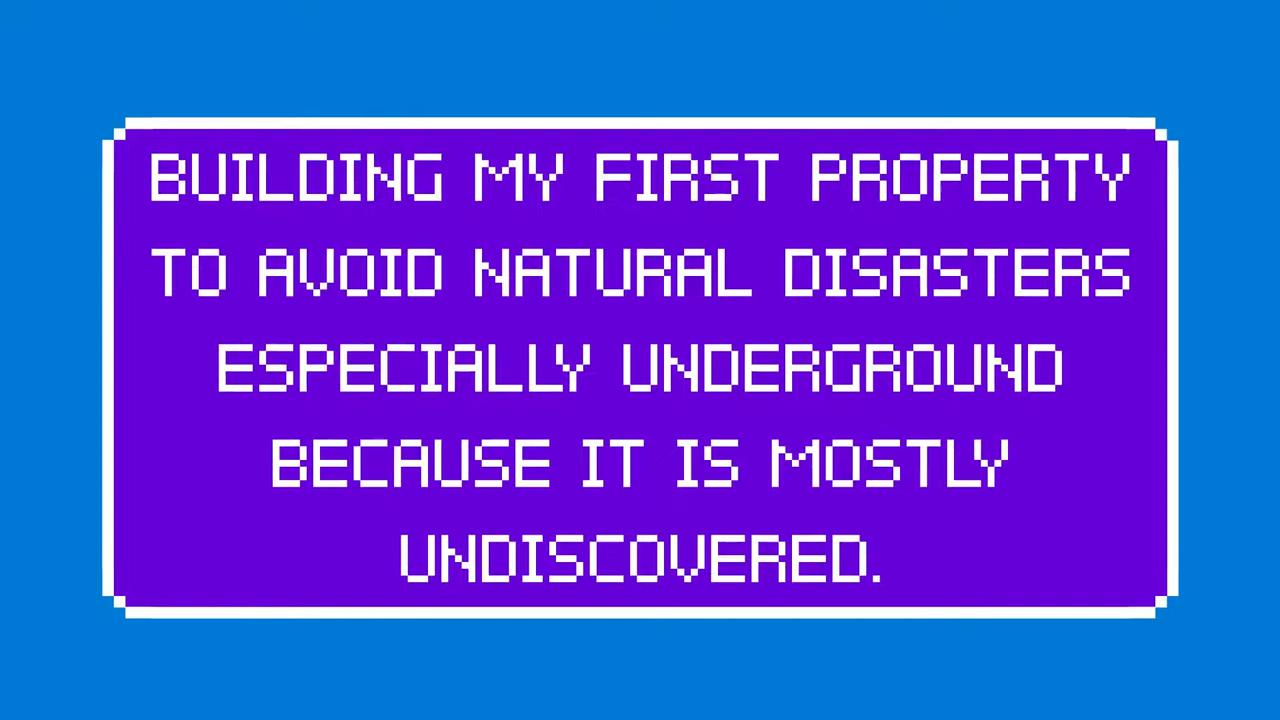 BUILDING MY FIRST PROPERTY
TO AVOID NATURAL DISASTERS
ESPECIALLY UNDERGROUND
BECAUSE IT IS MOSTLY
UNDISCOVERED.